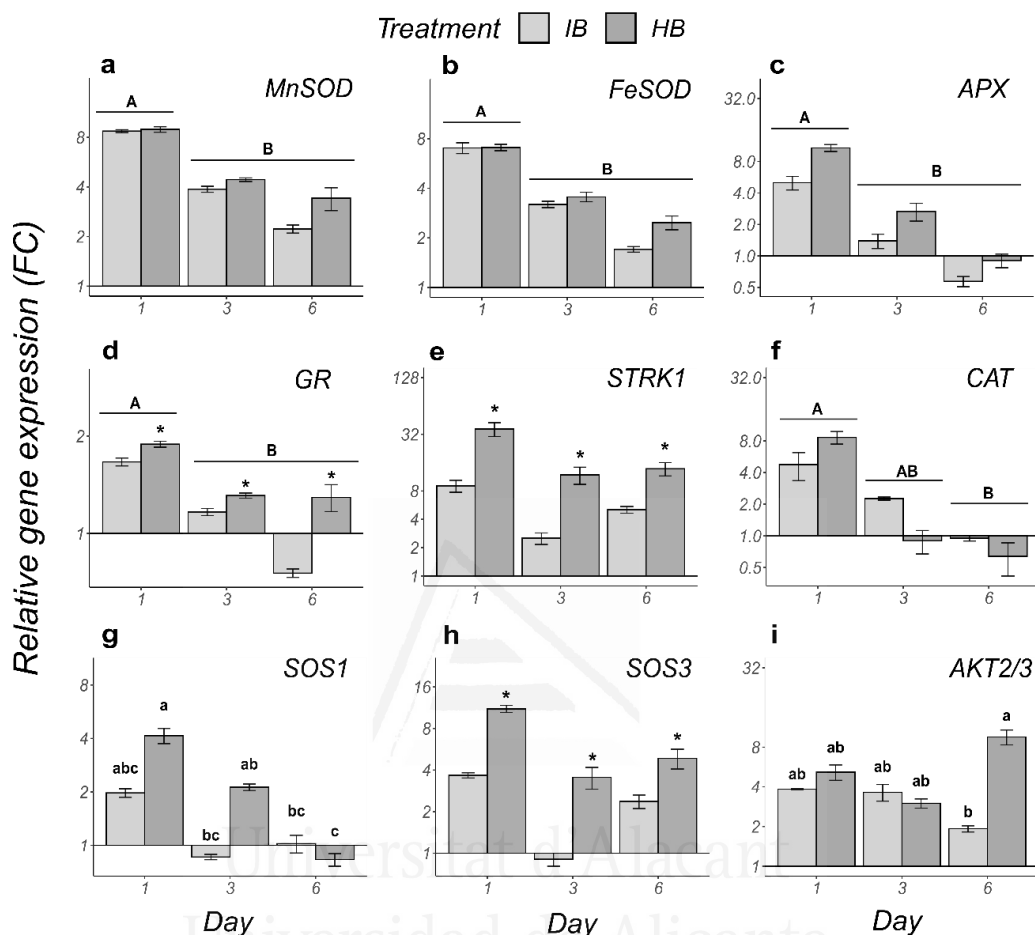 Treatment IB HB
a b c
MnSOD FeSOD APX
A
B
8
4
2
1
1 3 6
A
B
8
4
2
1
1 3 6
A
B
32.0
8.0
4.0
2.0
1.0
0.5
1 3 6
Relative gene expression (FC)
d e f
GR STRK1 CAT
A
*
B
* *
2
1
1 3 6
128
32
8
4
2
1
* * *
1 3 6
32.0
8.0
4.0
2.0
1.0
0.5
A
AB
B
1 3 6
g h i
SOS1 SOS3 AKT2/3
8
4
2
1
abc a bc ab bc c
1 3 6
16
8
4
2
1
* * *
1 3 6
32
8
4
2
1
ab ab ab ab b a
1 3 6
Universitat d'Alacant
Universidad de Alicante
Day Day